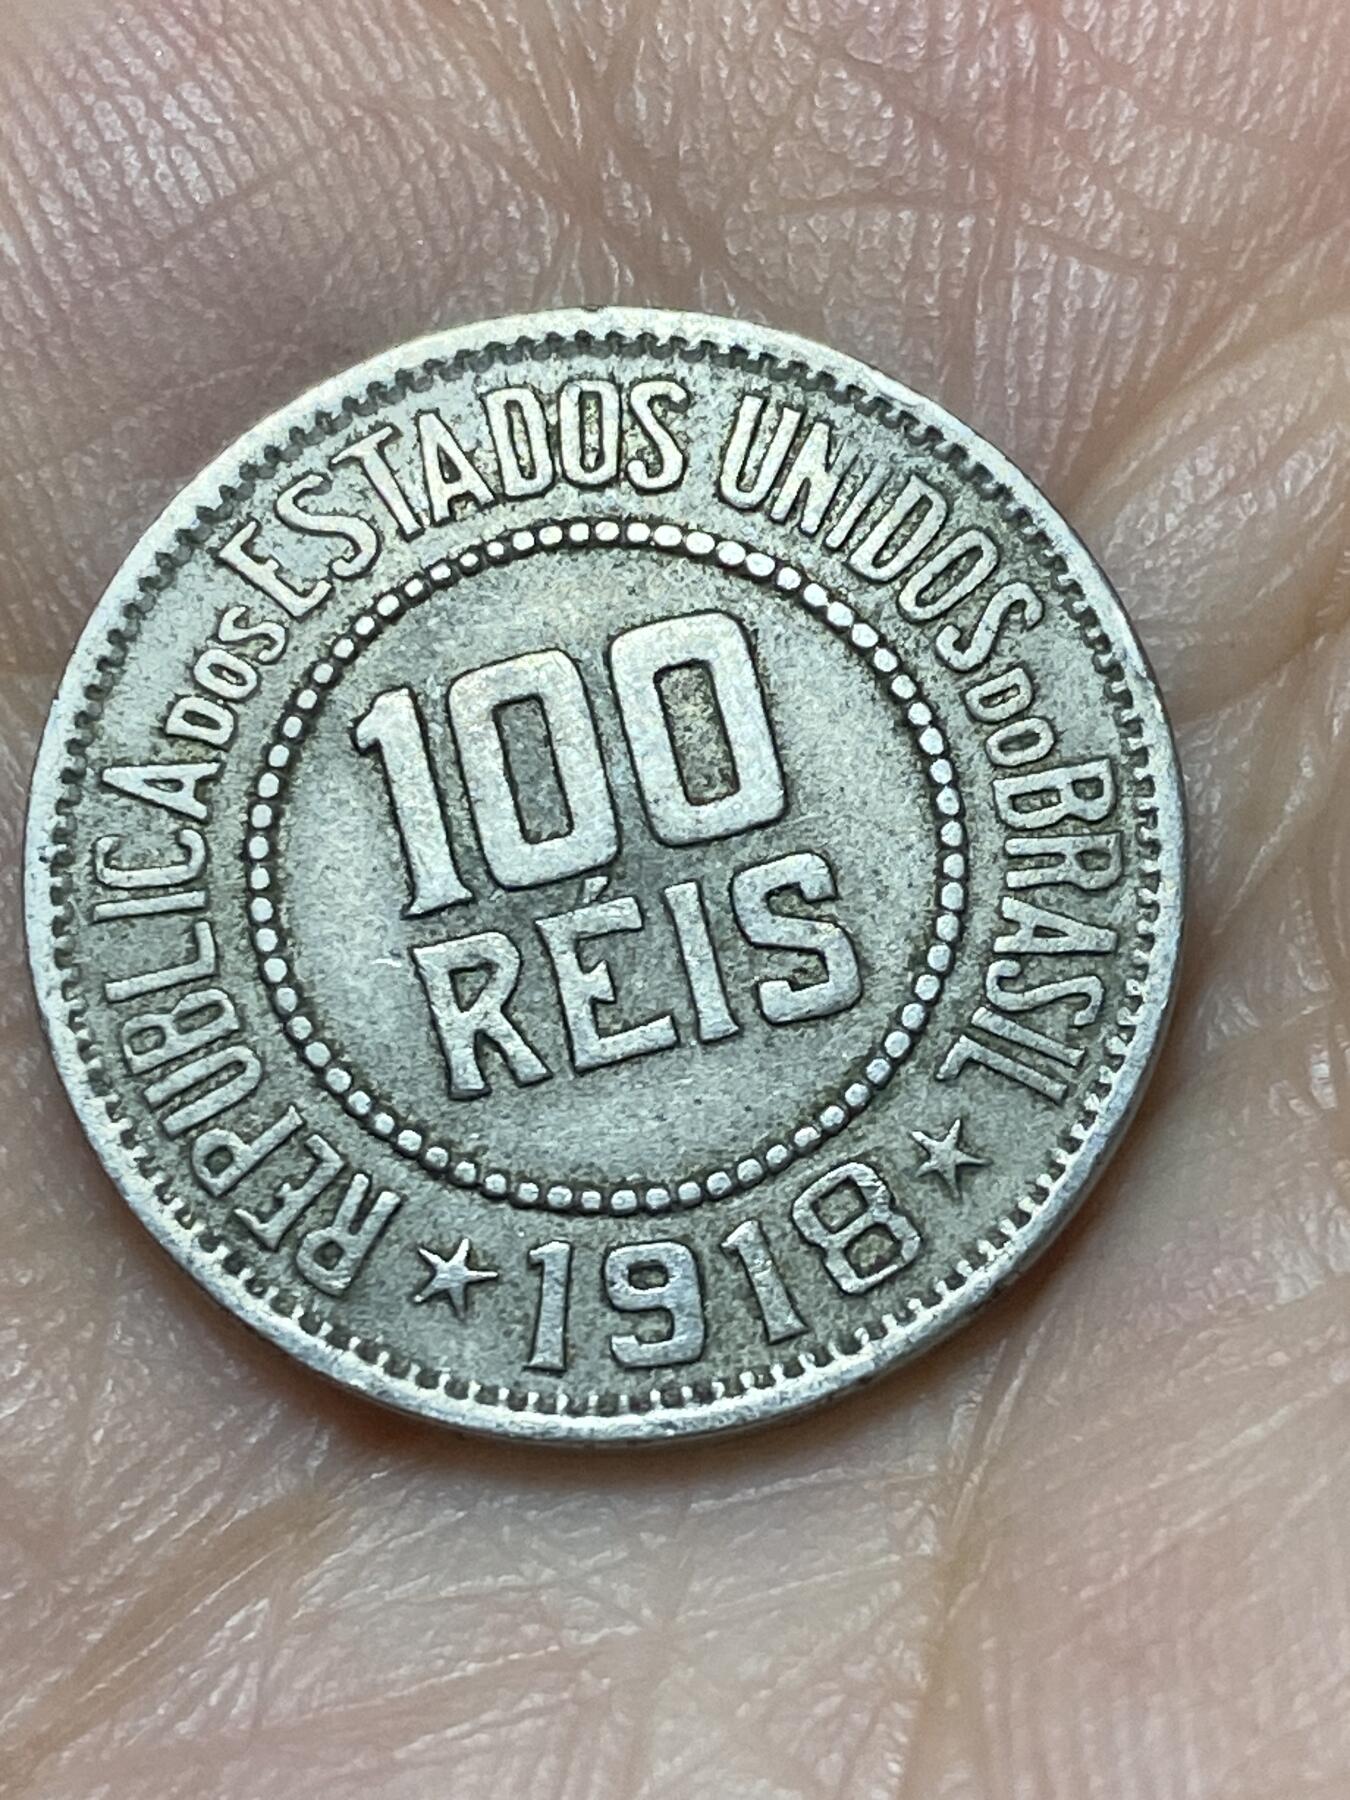 REPUBLICA DOS ESTADOS UNIDOS DO BRASIL
100
RÉIS
★ 1918 ★